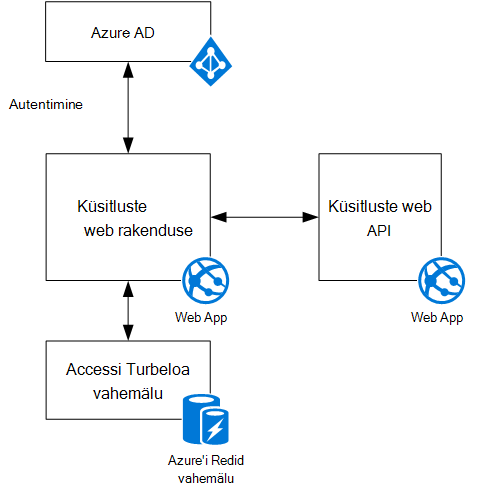 Azure AD
Autentimine
Küsitluste
web rakenduse
Küsitluste web
API
Web App
Web App
Accessi Turbeloa
vahemälu
Azure'i Redid
vahemälu